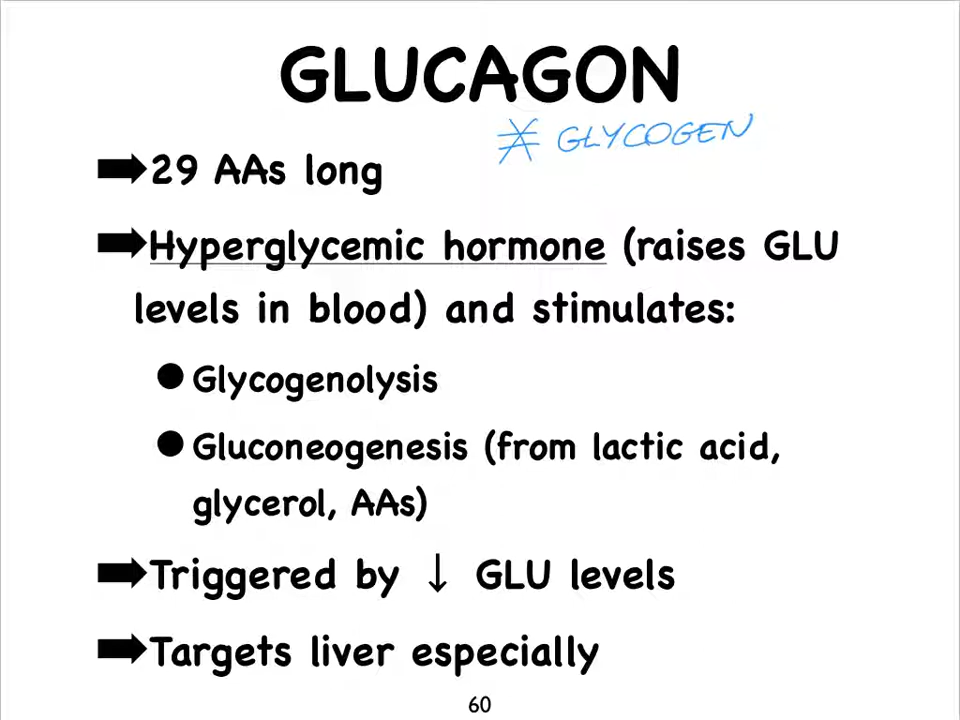 GLUCAGON
* GLYCOGEN
➡29 AAs long
➡Hyperglycemic hormone (raises GLU
levels in blood) and stimulates:
● Glycogenolysis
● Gluconeogenesis (from lactic acid,
glycerol, AAs)
➡Triggered by ↓ GLU levels
➡Targets liver especially
60